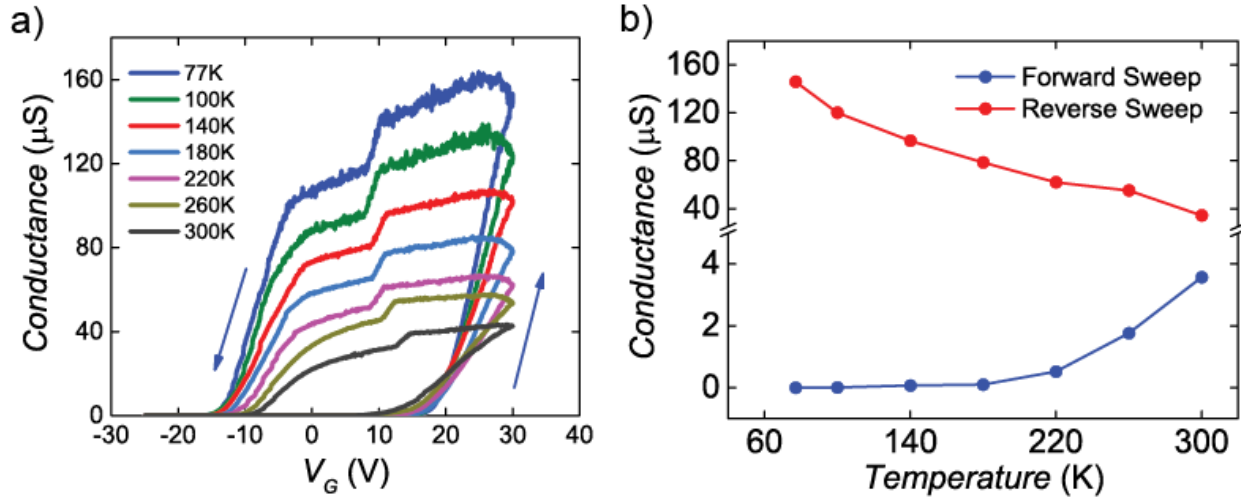 a)
Conductance (µS)
160
120
80
40
0
77K
100K
140K
180K
220K
260K
300K
-30 -20 -10 0 10 20 30 40
V_G (V)
b)
Conductance (µS)
160
120
80
40
4
2
0
Forward Sweep
Reverse Sweep
60 140 220 300
Temperature (K)